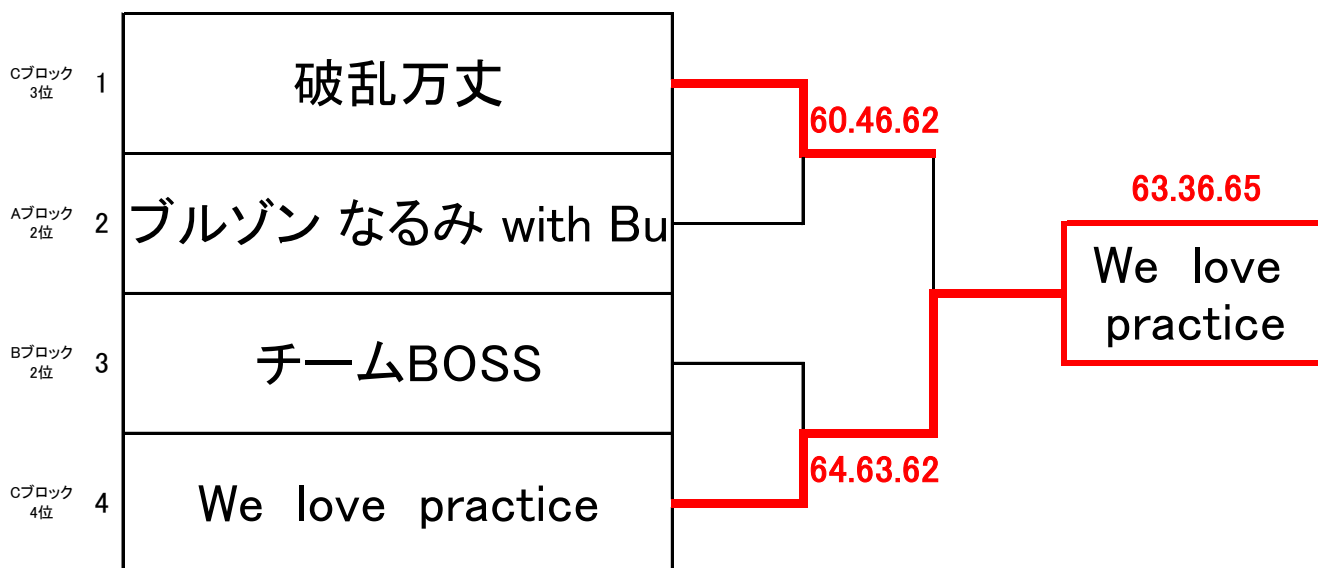 Cブロック
3位
1
破乱万丈
60.46.62
Aブロック
2位
2
ブルゾン なるみ with Bu
63.36.65
We love
practice
Bブロック
2位
3
チームBOSS
64.63.62
Cブロック
4位
4
We love practice